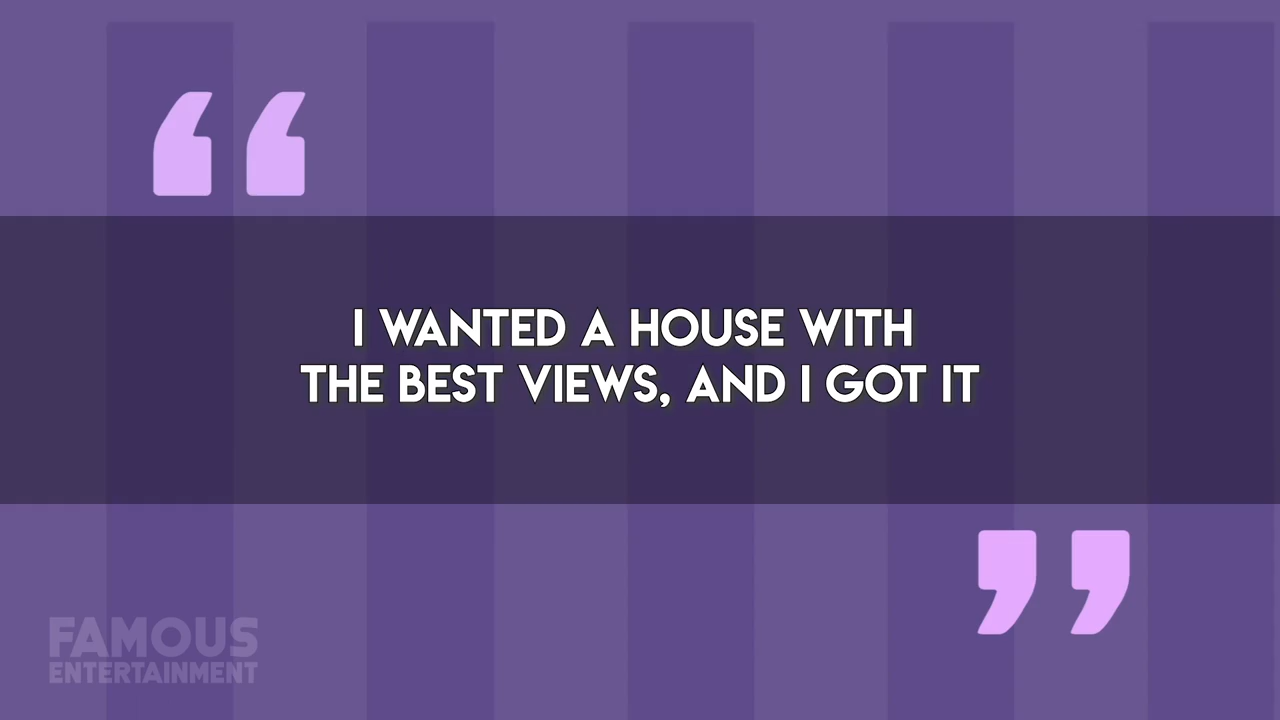 “
I WANTED A HOUSE WITH
THE BEST VIEWS, AND I GOT IT
”
FAMOUS
ENTERTAINMENT